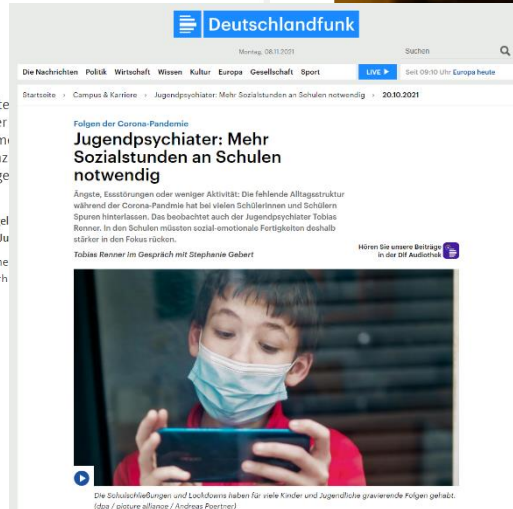 Deutschlandfunk
Montag, 08.11.2021
Suchen
Die Nachrichten Politik Wirtschaft Wissen Kultur Europa Gesellschaft Sport
LIVE
Seit 09:10 Uhr Europa heute
Startseite › Campus & Karriere › Jugendpsychiater: Mehr Sozialstunden an Schulen notwendig › 20.10.2021
Folgen der Corona-Pandemie
Jugendpsychiater: Mehr
Sozialstunden an Schulen
notwendig
Ängste, Essstörungen oder weniger Aktivität: Die fehlende Alltagsstruktur
während der Corona-Pandmie hat bei vielen Schülerinnen und Schülern
Spuren hinterlassen. Das beobachtet auch der Jugendpsychiater Tobias
Renner. In den Schulen müssten sozial-emotionale Fertigkeiten deshalb
stärker in den Fokus rücken.
Tobias Renner im Gespräch mit Stephanie Gebert
Hören Sie unsere Beiträge
in der Dlf Audiothek
Die Schulschließungen und Lockdowns haben für viele Kinder und Jugendliche gravierende Folgen gehabt.
(dpa / picture alliance / Andreas Poertner)